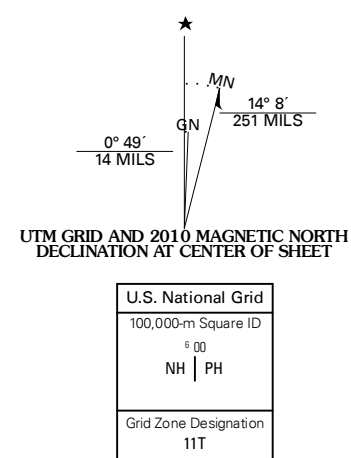 ★
MN
GN
14° 8´
251 MILS
0° 49´
14 MILS
UTM GRID AND 2010 MAGNETIC NORTH
DECLINATION AT CENTER OF SHEET
U.S. National Grid
100,000-m Square ID
6 00
NH | PH
Grid Zone Designation
11T